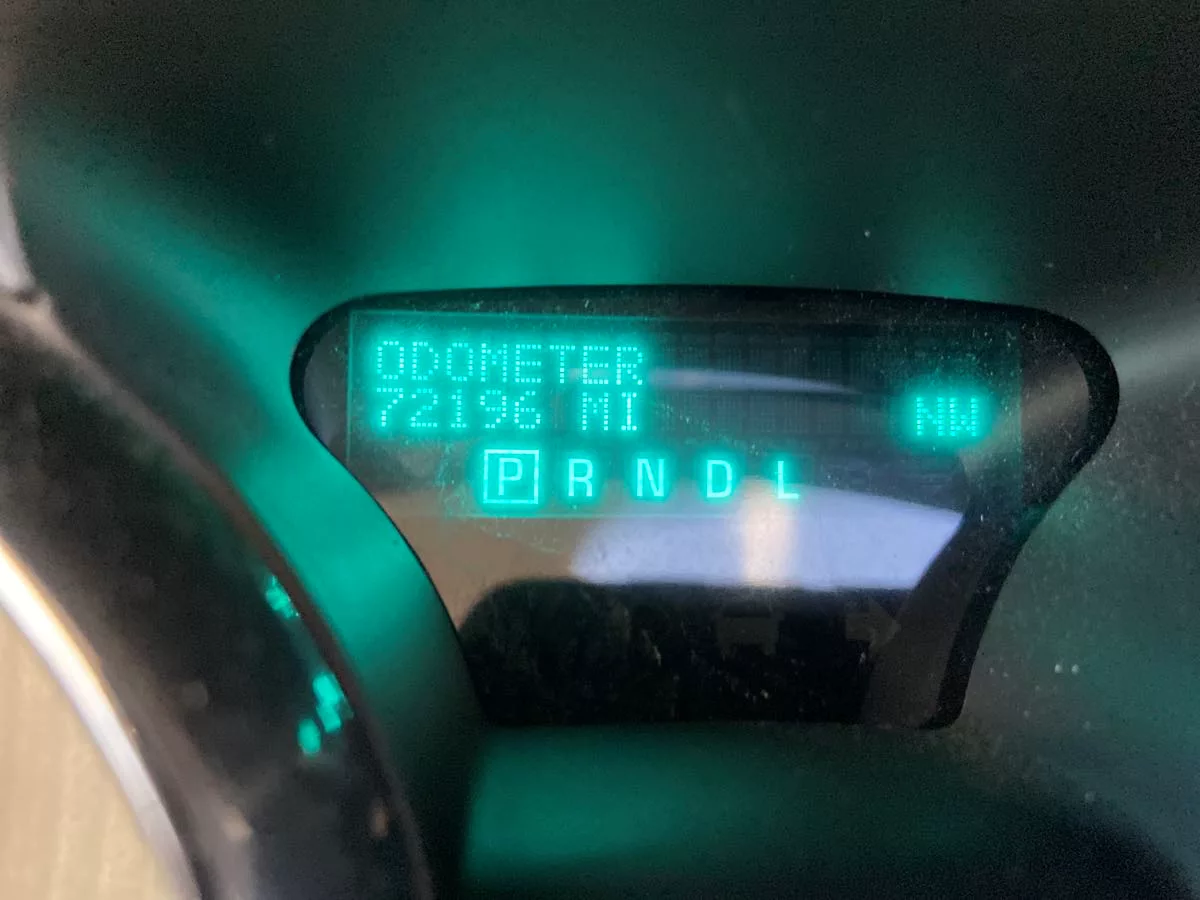 ODOMETER
72196 MI
NW
P R N D L